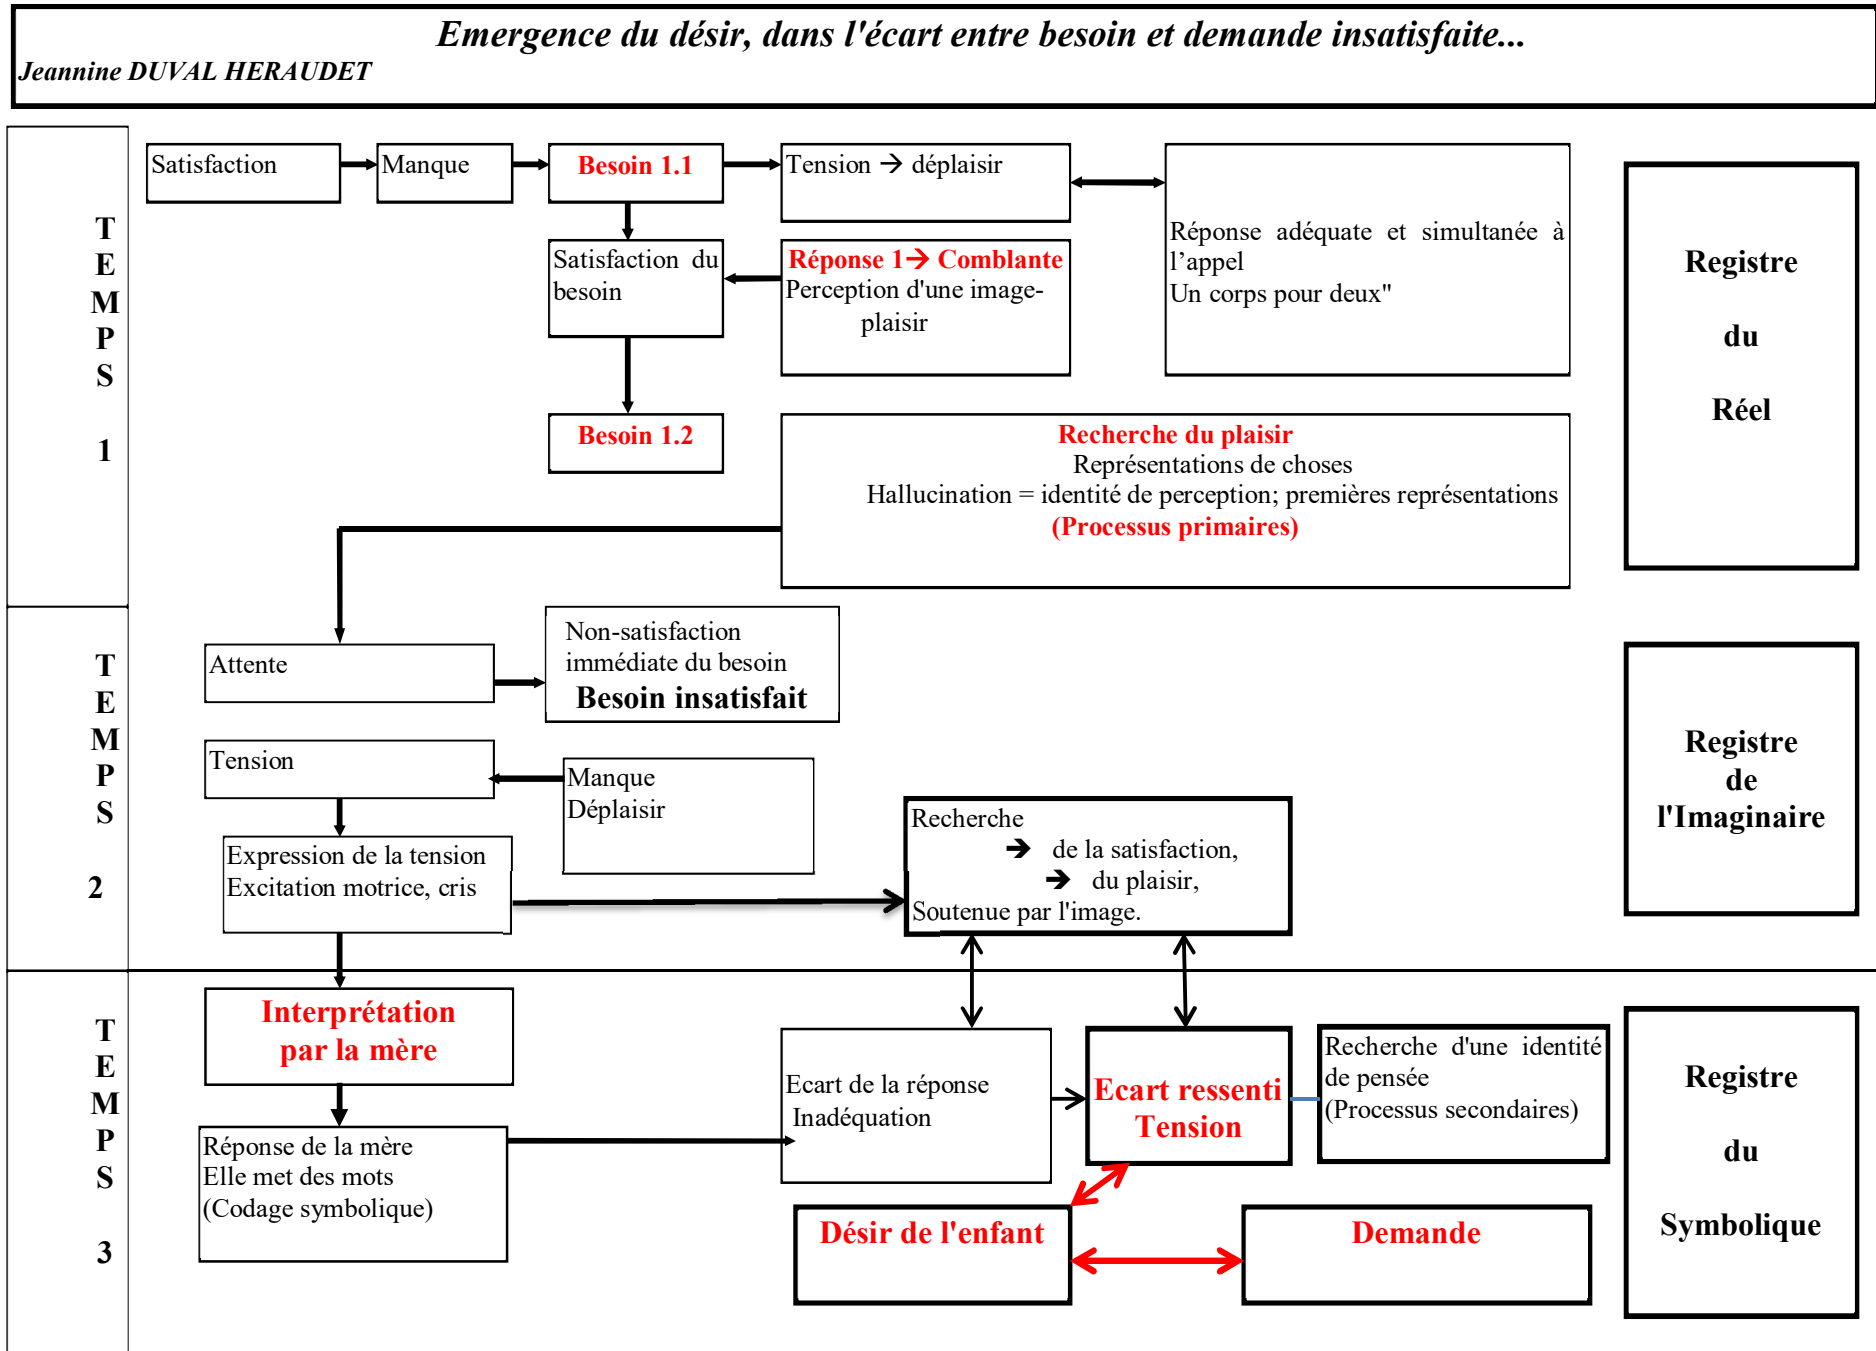 Emergence du désir, dans l'écart entre besoin et demande insatisfaite...
Jeannine DUVAL HERAUDET
T
E
M
P
S
1
Satisfaction
Manque
Besoin 1.1
Tension → déplaisir
Réponse adéquate et simultanée à
l’appel
Un corps pour deux"
Satisfaction du
besoin
Réponse 1→ Comblante
Perception d'une image-
plaisir
Besoin 1.2
Recherche du plaisir
Représentations de choses
Hallucination = identité de perception; premières représentations
(Processus primaires)
Registre
du
Réel
T
E
M
P
S
2
Attente
Non-satisfaction
immédiate du besoin
Besoin insatisfait
Tension
Manque
Déplaisir
Expression de la tension
Excitation motrice, cris
Recherche
➔ de la satisfaction,
➔ du plaisir,
Soutenue par l'image.
Registre
de
l'Imaginaire
T
E
M
P
S
3
Interprétation
par la mère
Réponse de la mère
Elle met des mots
(Codage symbolique)
Ecart de la réponse
Inadéquation
Ecart ressenti
Tension
Recherche d'une identité
de pensée
(Processus secondaires)
Désir de l'enfant
Demande
Registre
du
Symbolique